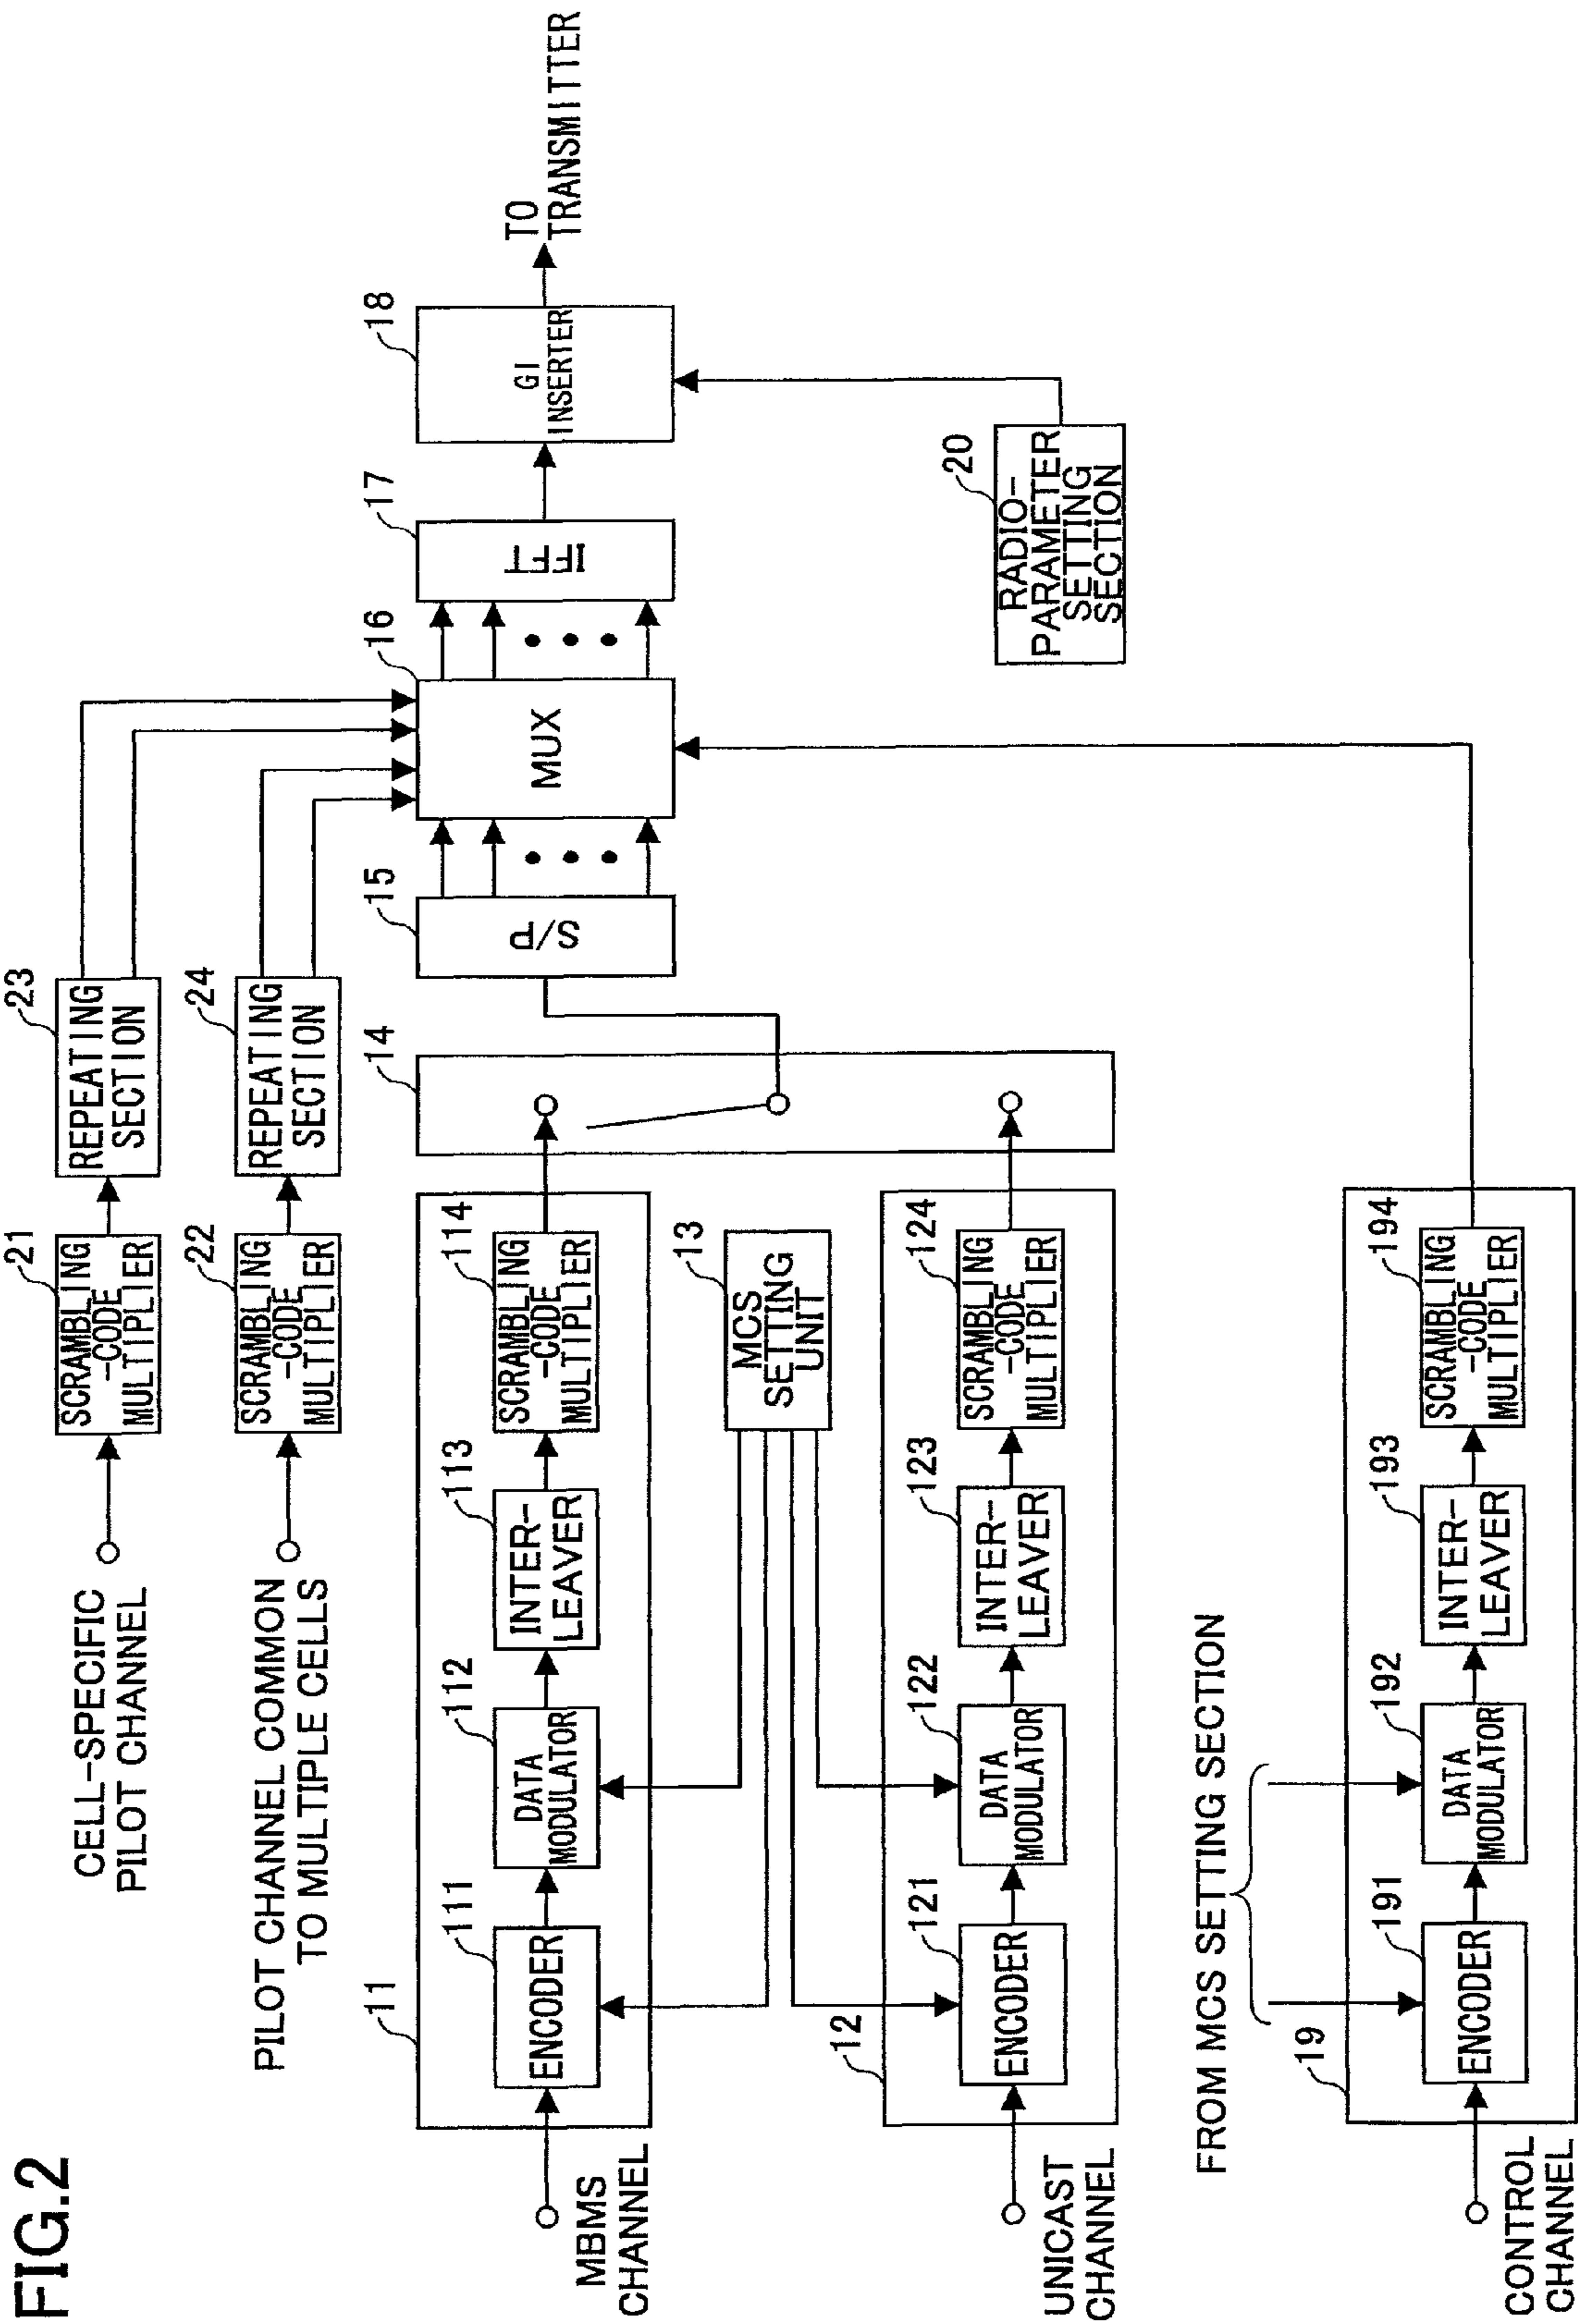 FIG.2
CELL-SPECIFIC
PILOT CHANNEL
21
SCRAMBLING
-CODE
MULTIPLIER
23
REPEATING
SECTION
PILOT CHANNEL COMMON
TO MULTIPLE CELLS
22
SCRAMBLING
-CODE
MULTIPLIER
24
REPEATING
SECTION
MBMS
CHANNEL
11
111
ENCODER
112
DATA
MODULATOR
113
INTER-
LEAVER
114
SCRAMBLING
-CODE
MULTIPLIER
14
15
S/P
16
MUX
17
IFFT
18
GI
INSERTER
TO
TRANSMITTER
13
MCS
SETTING
UNIT
UNICAST
CHANNEL
12
121
ENCODER
122
DATA
MODULATOR
123
INTER-
LEAVER
124
SCRAMBLING
-CODE
MULTIPLIER
20
RADIO-
PARAMETER
SETTING
SECTION
FROM MCS SETTING SECTION
CONTROL
CHANNEL
19
191
ENCODER
192
DATA
MODULATOR
193
INTER-
LEAVER
194
SCRAMBLING
-CODE
MULTIPLIER